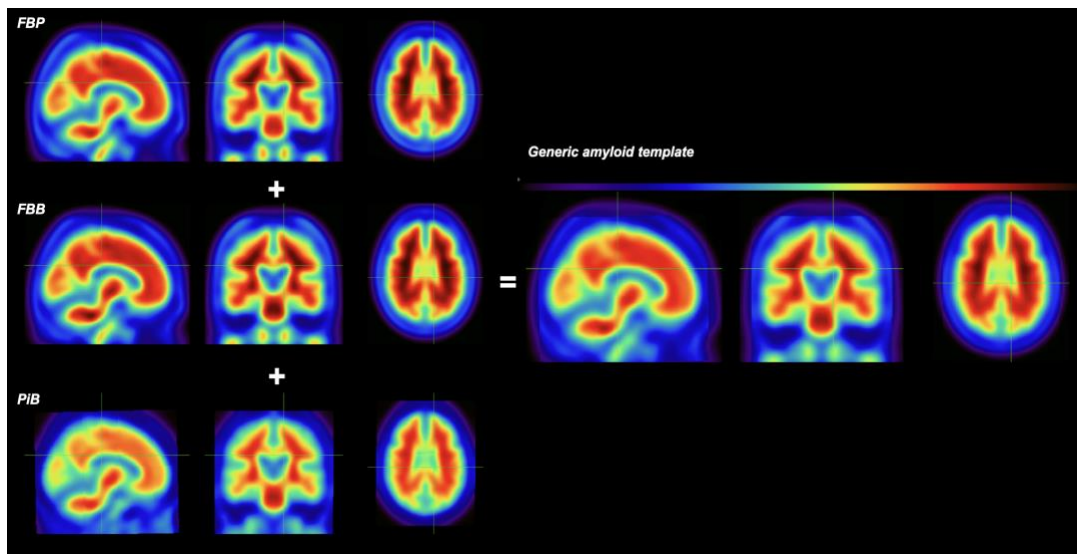 FBP
+
Generic amyloid template
FBB
=
+
PiB